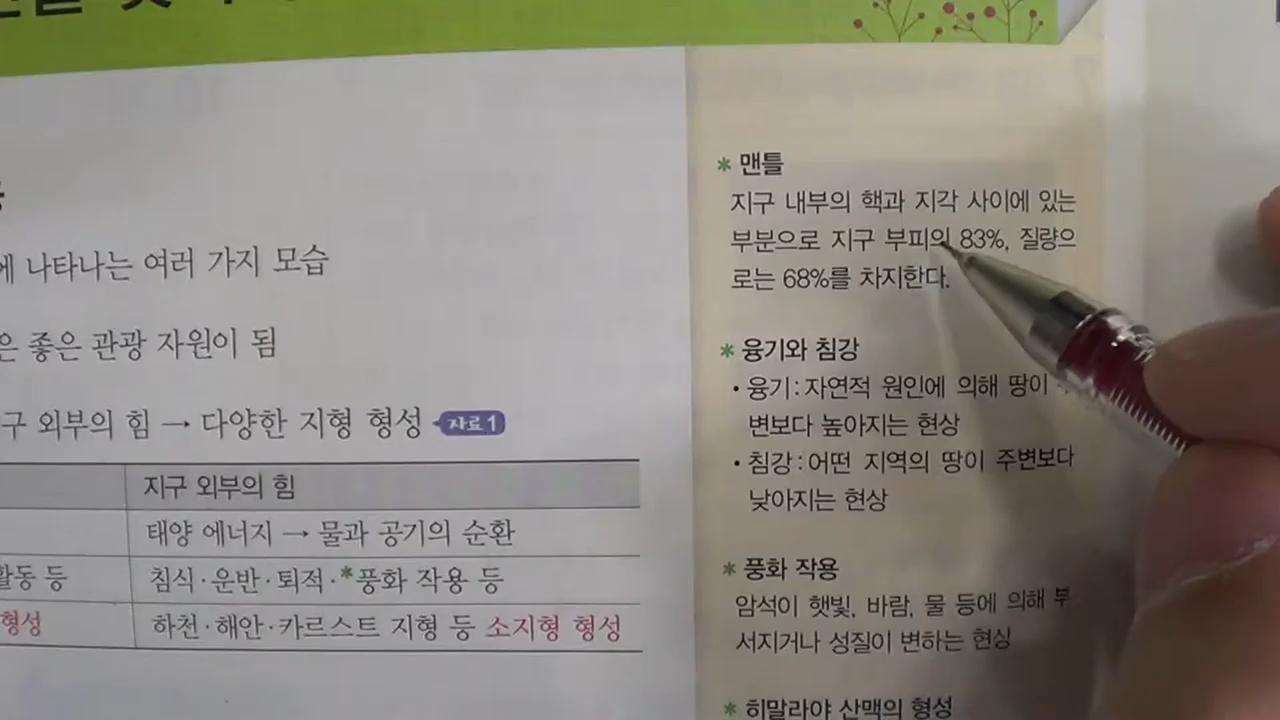 에 나타나는 여러 가지 모습
은 좋은 관광 자원이 됨
구 외부의 힘 → 다양한 지형 형성 자료1
지구 외부의 힘
태양 에너지 → 물과 공기의 순환
활동 등 침식·운반·퇴적·*풍화 작용 등
형성 하천·해안·카르스트 지형 등 소지형 형성
* 맨틀
지구 내부의 핵과 지각 사이에 있는
부분으로 지구 부피의 83%, 질량으
로는 68%를 차지한다.
* 융기와 침강
• 융기: 자연적 원인에 의해 땅이
변보다 높아지는 현상
• 침강: 어떤 지역의 땅이 주변보다
낮아지는 현상
* 풍화 작용
암석이 햇빛, 바람, 물 등에 의해 부
서지거나 성질이 변하는 현상
* 히말라야 산맥의 형성